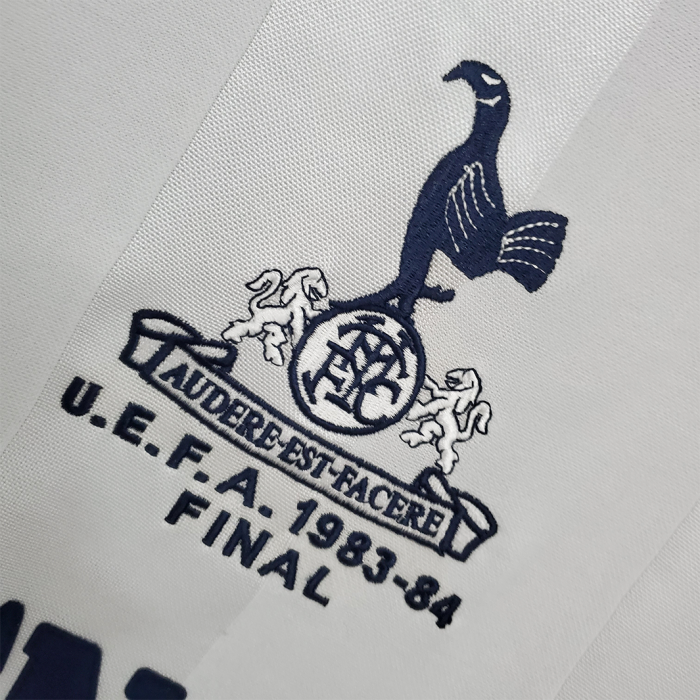 AUDERE-EST-FACERE
U.E.F.A. 1983-84
FINAL